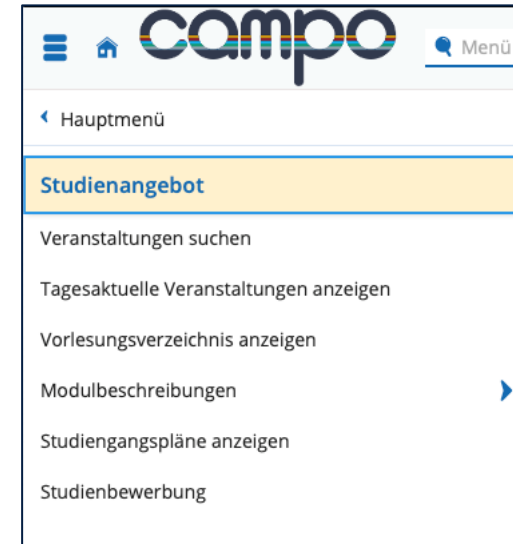 campo
Menü
Hauptmenü
Studienangebot
Veranstaltungen suchen
Tagesaktuelle Veranstaltungen anzeigen
Vorlesungsverzeichnis anzeigen
Modulbeschreibungen
Studiengangspläne anzeigen
Studienbewerbung